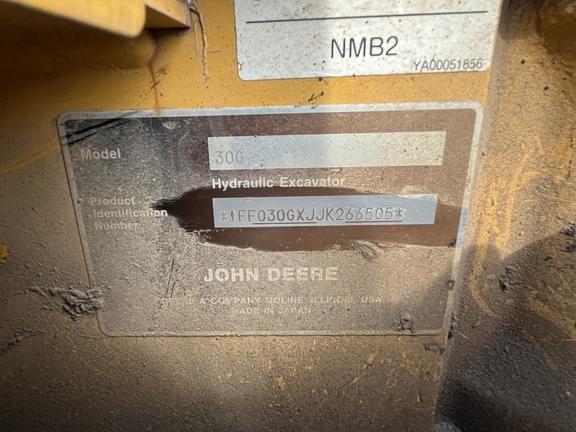 NMB2
YA00051856
Model
30G
Hydraulic Excavator
Product
Identification
Number
*1FF030GXJJK266505*
JOHN DEERE
DEERE & COMPANY MOLINE, ILLINOIS, USA
MADE IN JAPAN